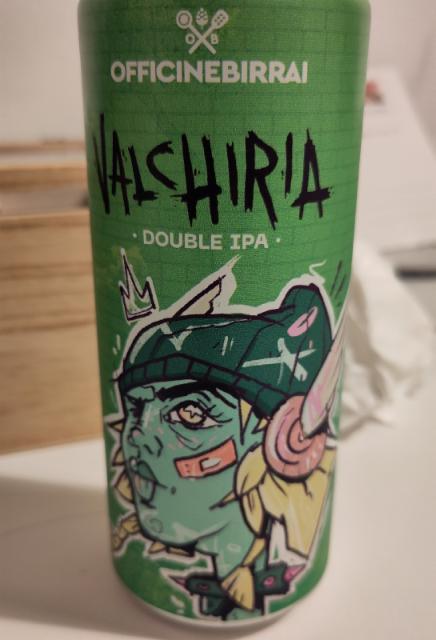 O B
OFFICINEBIRRAI
VALCHIRIA
· DOUBLE IPA ·